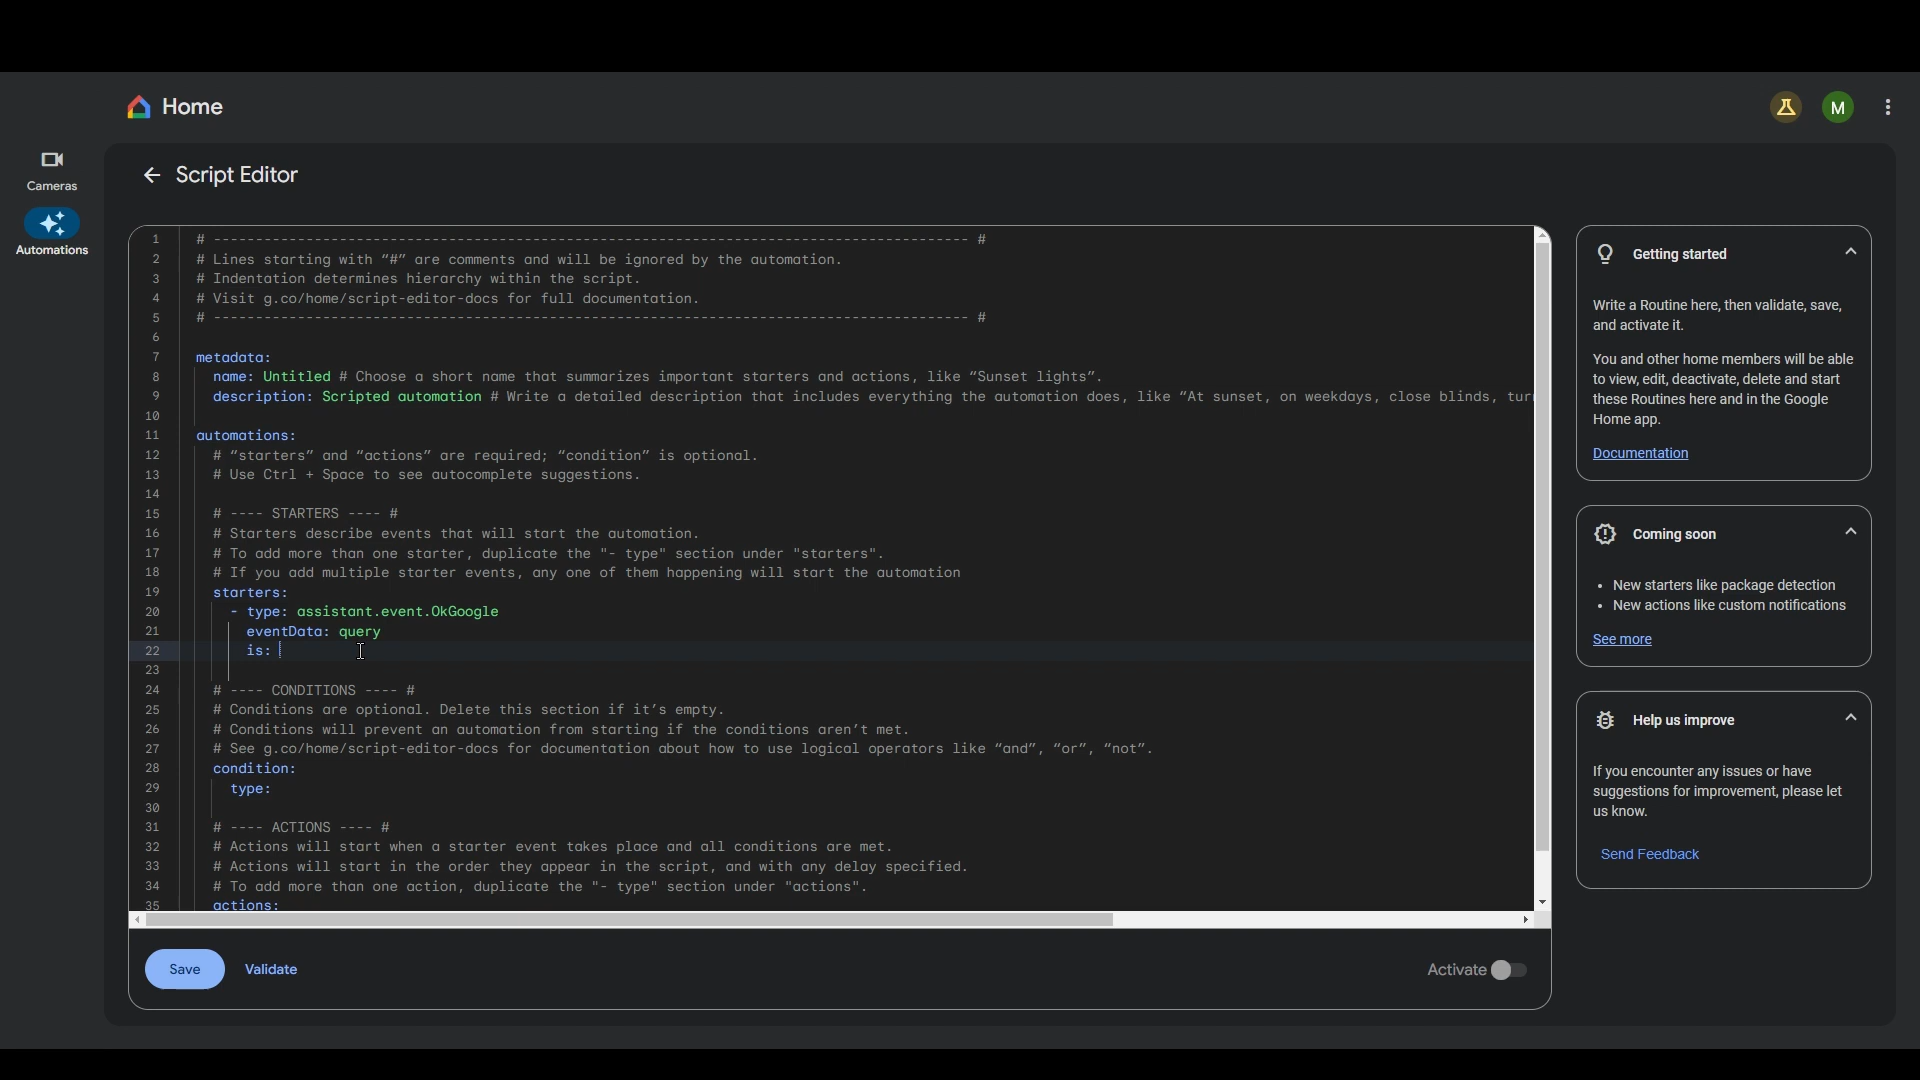 Home
M
Cameras
Automations
Script Editor
1 # ------------------------------------------------------------------------------------------ #
2 # Lines starting with “#” are comments and will be ignored by the automation.
3 # Indentation determines hierarchy within the script.
4 # Visit g.co/home/script-editor-docs for full documentation.
5 # ------------------------------------------------------------------------------------------ #
6
7 metadata:
8 name: Untitled # Choose a short name that summarizes important starters and actions, like “Sunset lights”.
9 description: Scripted automation # Write a detailed description that includes everything the automation does, like “At sunset, on weekdays, close blinds, tur
10
11 automations:
12 # “starters” and “actions” are required; “condition” is optional.
13 # Use Ctrl + Space to see autocomplete suggestions.
14
15 # ---- STARTERS ---- #
16 # Starters describe events that will start the automation.
17 # To add more than one starter, duplicate the "- type" section under "starters".
18 # If you add multiple starter events, any one of them happening will start the automation
19 starters:
20 - type: assistant.event.OkGoogle
21 eventData: query
22 is:
23
24 # ---- CONDITIONS ---- #
25 # Conditions are optional. Delete this section if it’s empty.
26 # Conditions will prevent an automation from starting if the conditions aren’t met.
27 # See g.co/home/script-editor-docs for documentation about how to use logical operators like “and”, “or”, “not”.
28 condition:
29 type:
30
31 # ---- ACTIONS ---- #
32 # Actions will start when a starter event takes place and all conditions are met.
33 # Actions will start in the order they appear in the script, and with any delay specified.
34 # To add more than one action, duplicate the "- type" section under "actions".
35 actions:
Save
Validate
Activate
Getting started
Write a Routine here, then validate, save,
and activate it.
You and other home members will be able
to view, edit, deactivate, delete and start
these Routines here and in the Google
Home app.
Documentation
Coming soon
• New starters like package detection
• New actions like custom notifications
See more
Help us improve
If you encounter any issues or have
suggestions for improvement, please let
us know.
Send Feedback